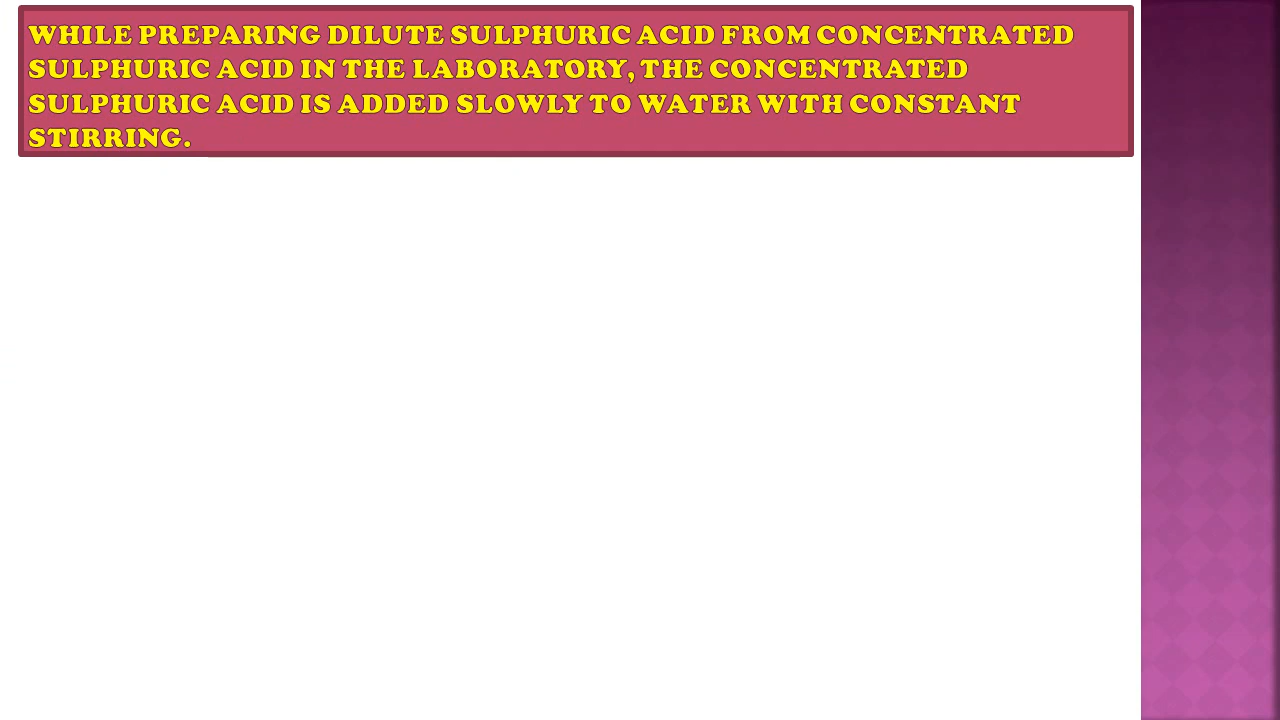 WHILE PREPARING DILUTE SULPHURIC ACID FROM CONCENTRATED
SULPHURIC ACID IN THE LABORATORY, THE CONCENTRATED
SULPHURIC ACID IS ADDED SLOWLY TO WATER WITH CONSTANT
STIRRING.